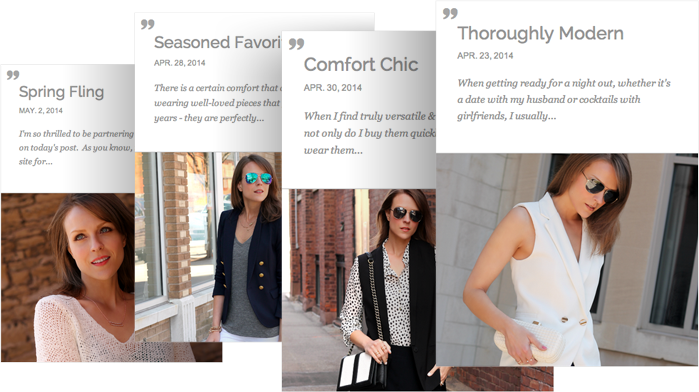 Spring Fling
MAY. 2, 2014
I'm so thrilled to be partnering
on today's post. As you know,
site for...
Seasoned Favori
APR. 28, 2014
There is a certain comfort that
wearing well-loved pieces that
years - they are perfectly...
Comfort Chic
APR. 30, 2014
When I find truly versatile &
not only do I buy them quick
wear them...
Thoroughly Modern
APR. 23, 2014
When getting ready for a night out, whether it's
a date with my husband or cocktails with
girlfriends, I usually...